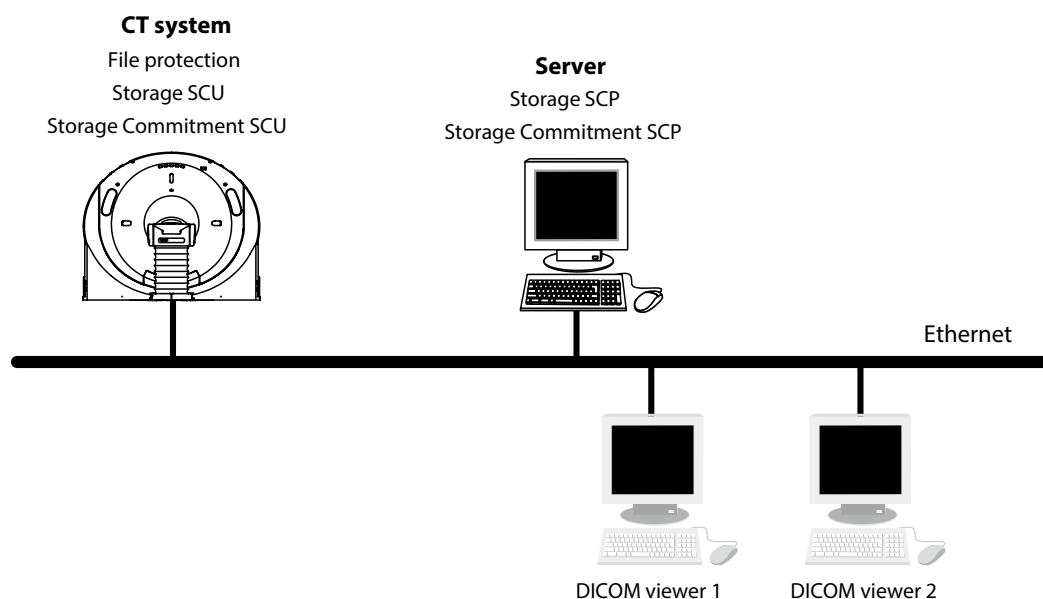 CT system
File protection
Storage SCU
Storage Commitment SCU
Server
Storage SCP
Storage Commitment SCP
Ethernet
DICOM viewer 1
DICOM viewer 2